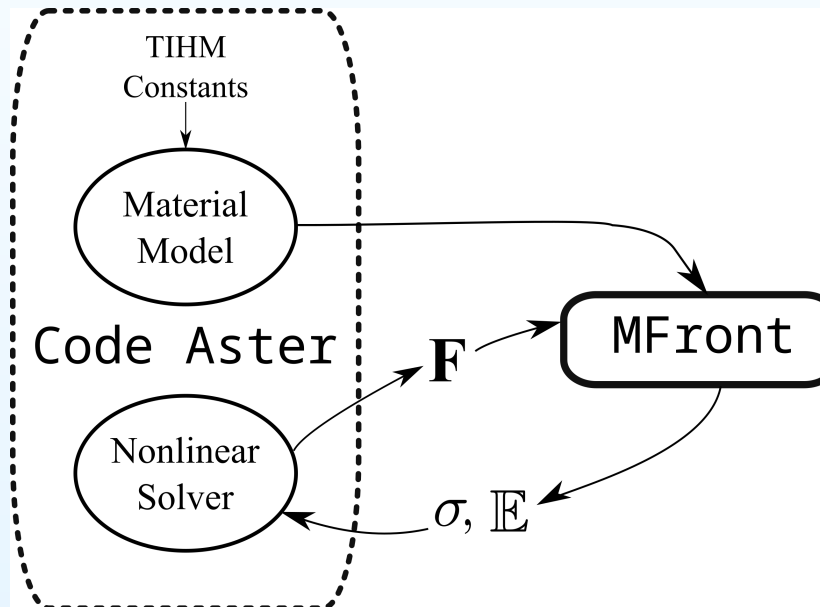 TIHM
Constants
Material
Model
Code Aster
MFront
F
Nonlinear
Solver
σ, 𝔼